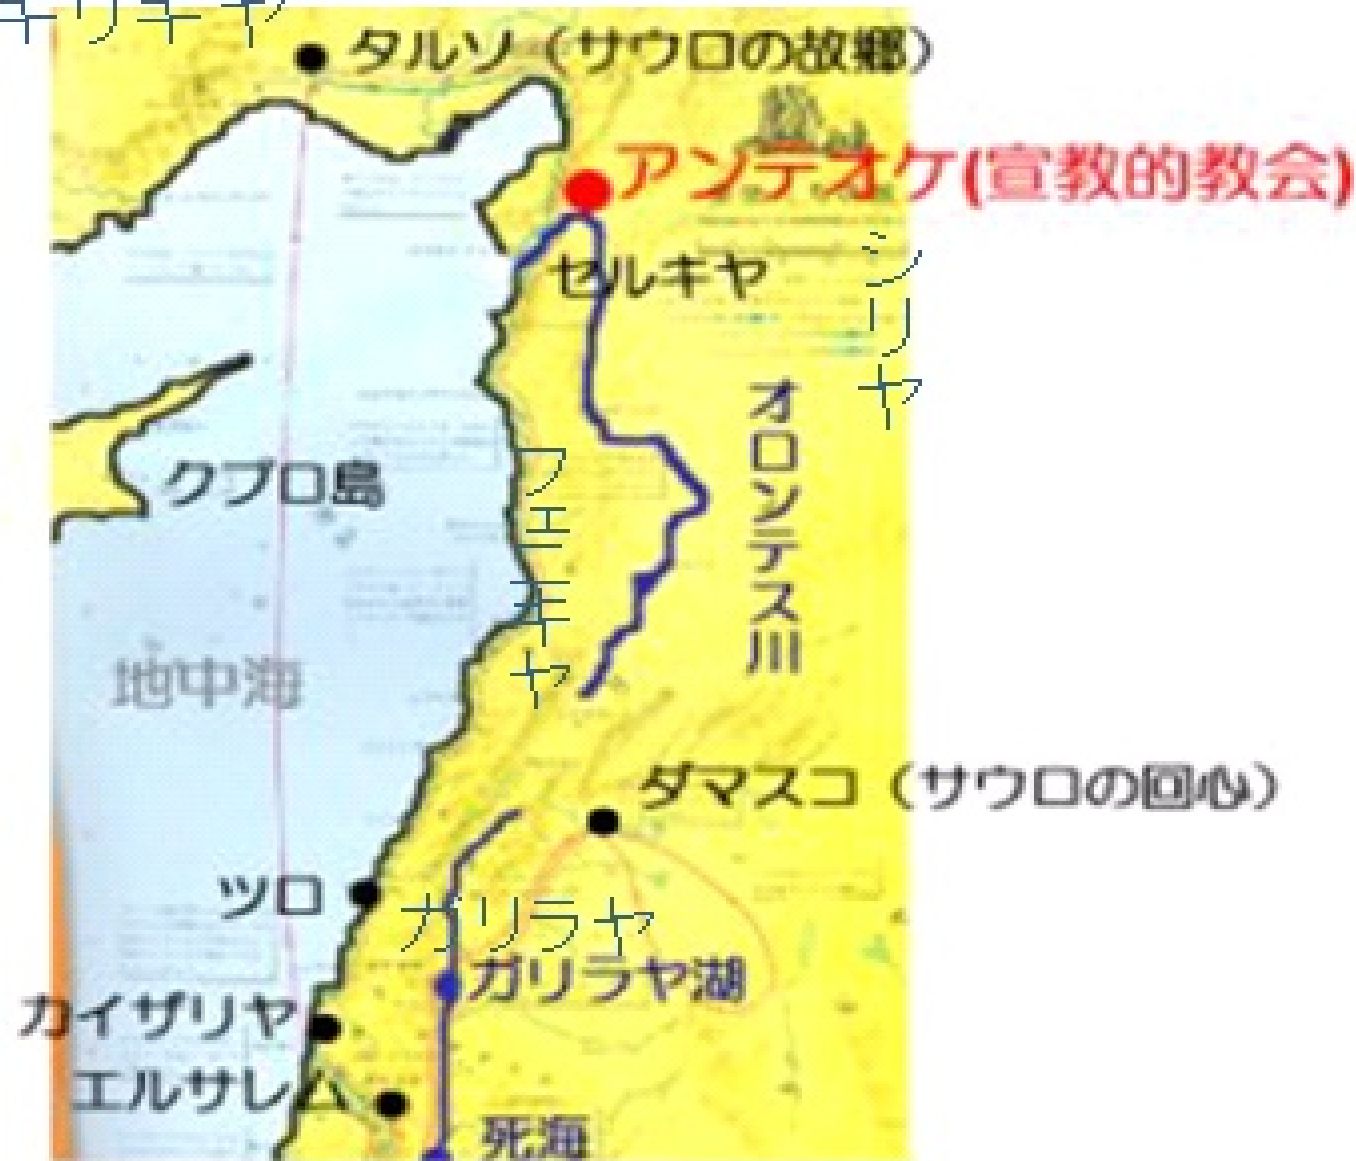 キリキヤ
タルソ（サウロの故郷）
アンテオケ(宣教的教会)
セルキヤ
シリヤ
オロンテス川
クプロ島
フェニキヤ
地中海
ダマスコ（サウロの回心）
ツロ
ガリラヤ
ガリラヤ湖
カイザリヤ
エルサレム
死海